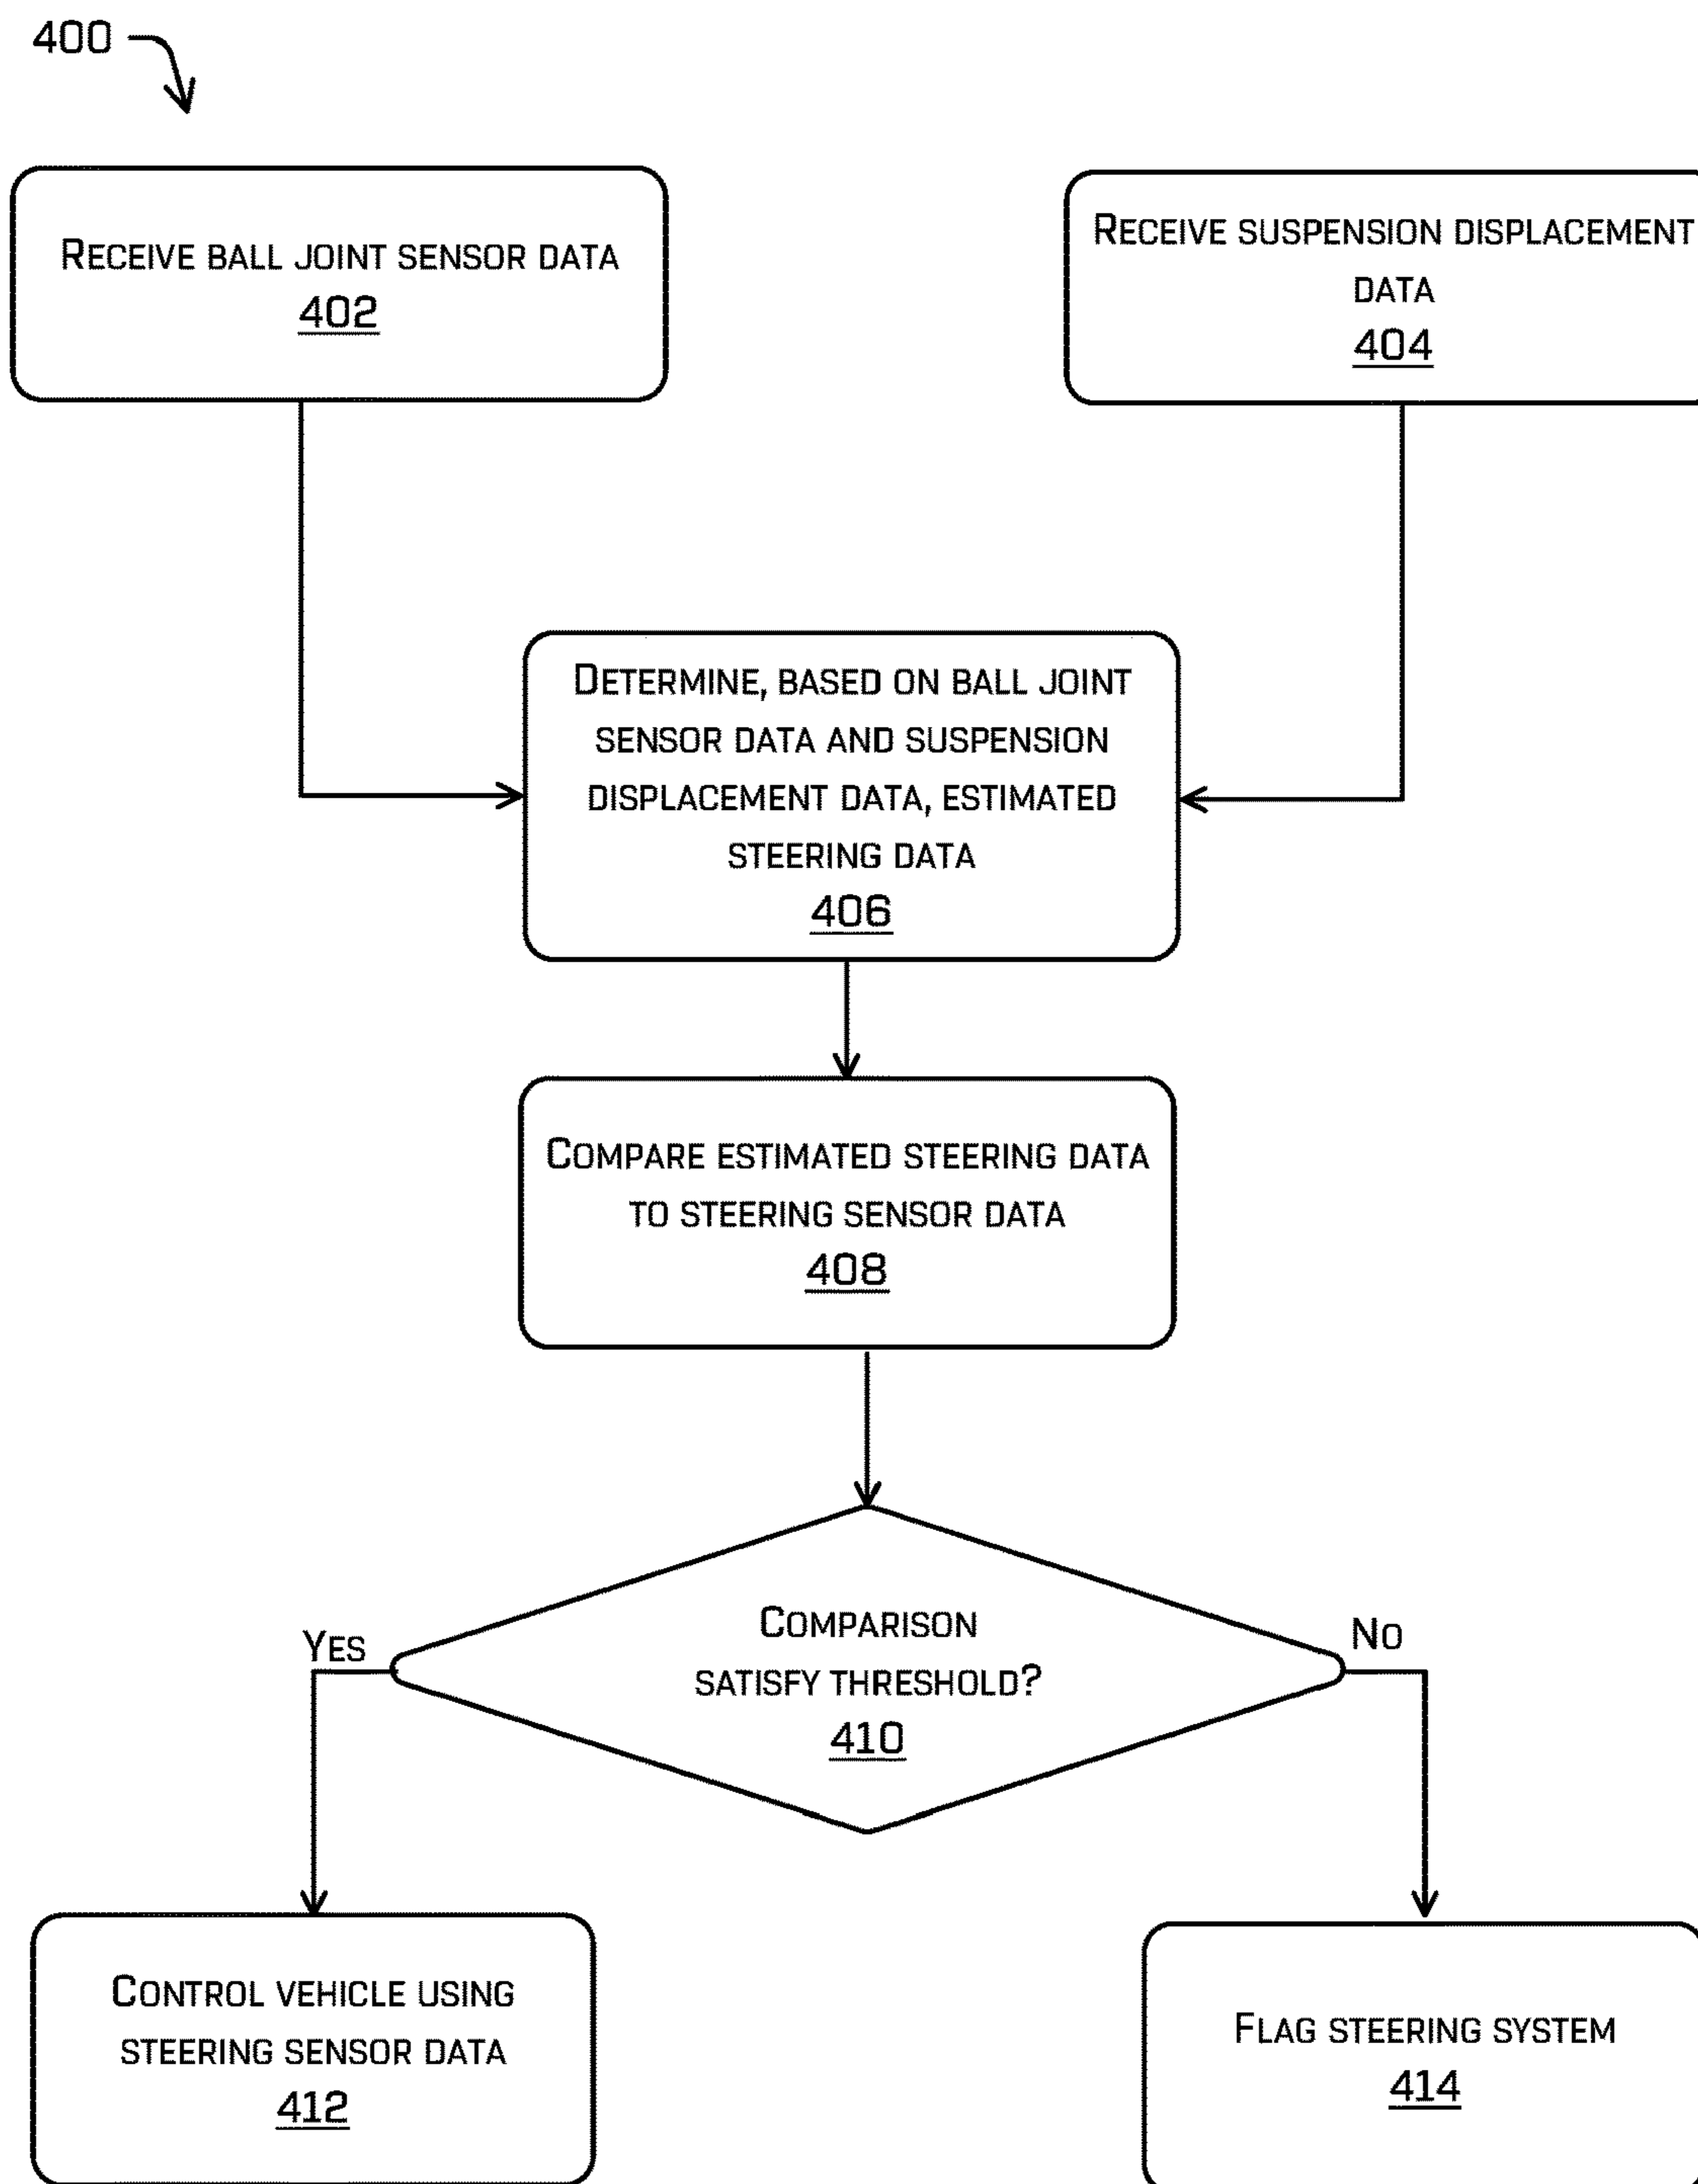 400
RECEIVE BALL JOINT SENSOR DATA
402
RECEIVE SUSPENSION DISPLACEMENT
DATA
404
DETERMINE, BASED ON BALL JOINT
SENSOR DATA AND SUSPENSION
DISPLACEMENT DATA, ESTIMATED
STEERING DATA
406
COMPARE ESTIMATED STEERING DATA
TO STEERING SENSOR DATA
408
COMPARISON
SATISFY THRESHOLD?
410
YES
NO
CONTROL VEHICLE USING
STEERING SENSOR DATA
412
FLAG STEERING SYSTEM
414